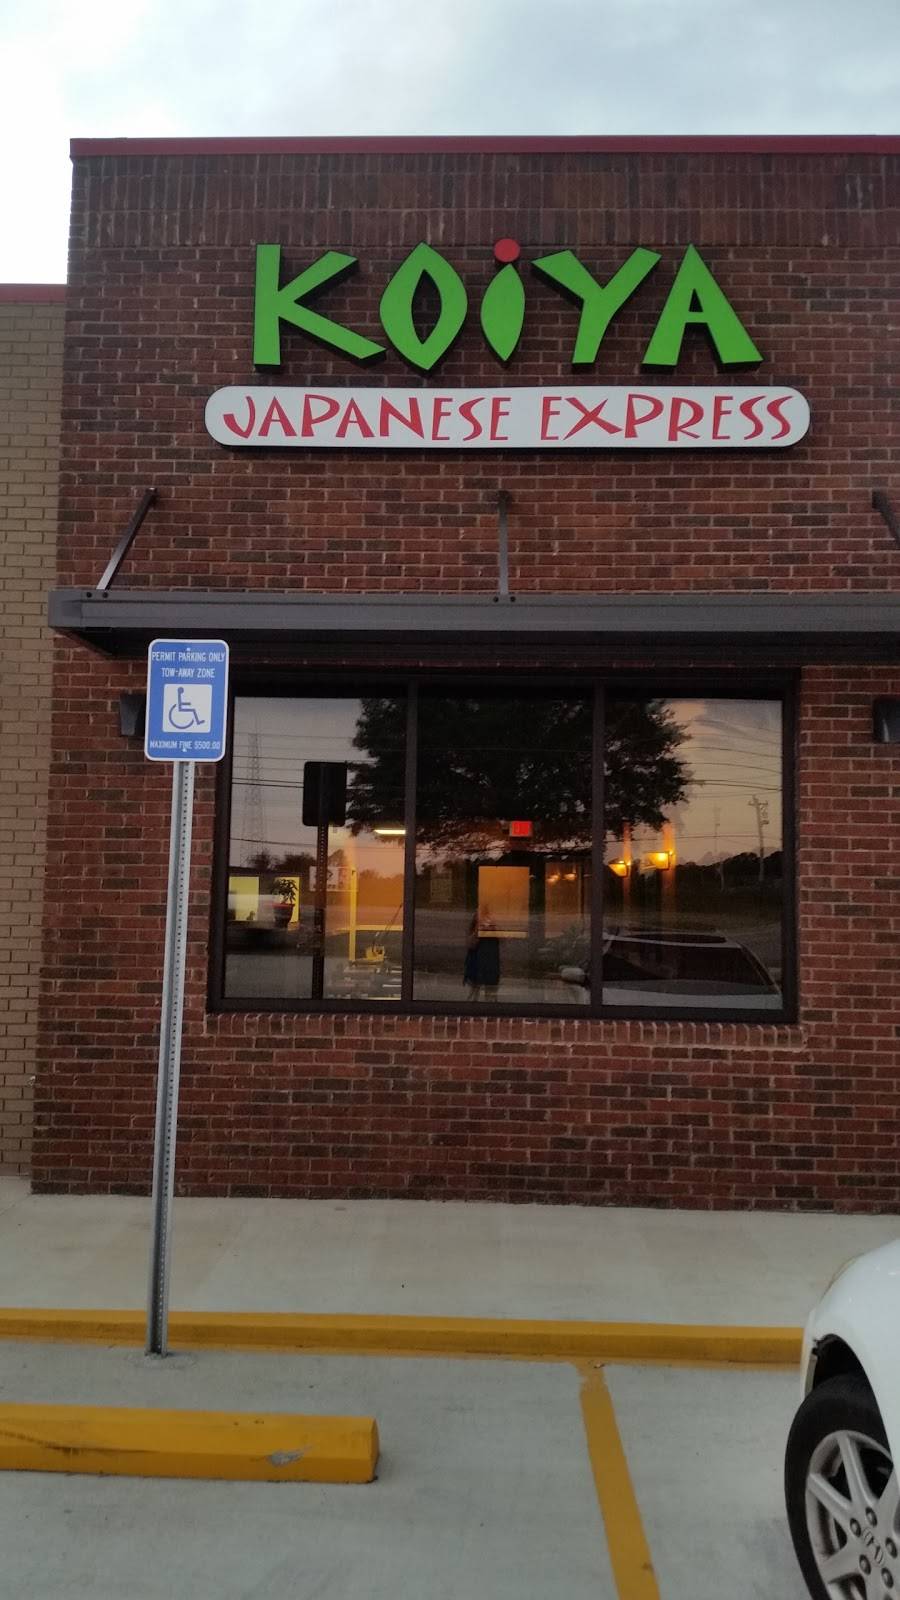 KOiYA
JAPANESE EXPRESS
PERMIT PARKING ONLY
TOW-AWAY ZONE
MAXIMUM FINE $500.00